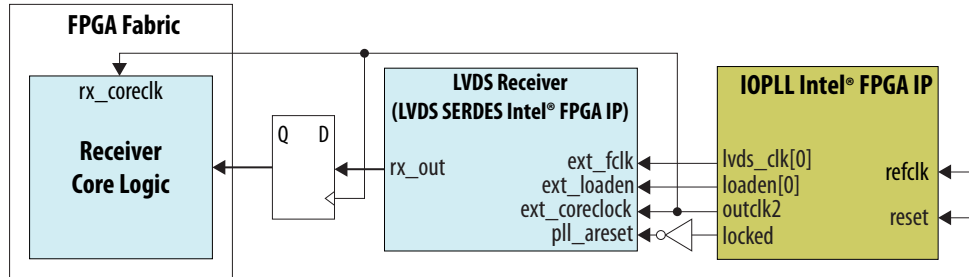 FPGA Fabric
rx_coreclk
Receiver
Core Logic
Q D
LVDS Receiver
(LVDS SERDES Intel® FPGA IP)
rx_out
ext_fclk
ext_loaden
ext_coreclock
pll_areset
IOPLL Intel® FPGA IP
lvds_clk[0]
loaden[0]
outclk2
locked
refclk
reset